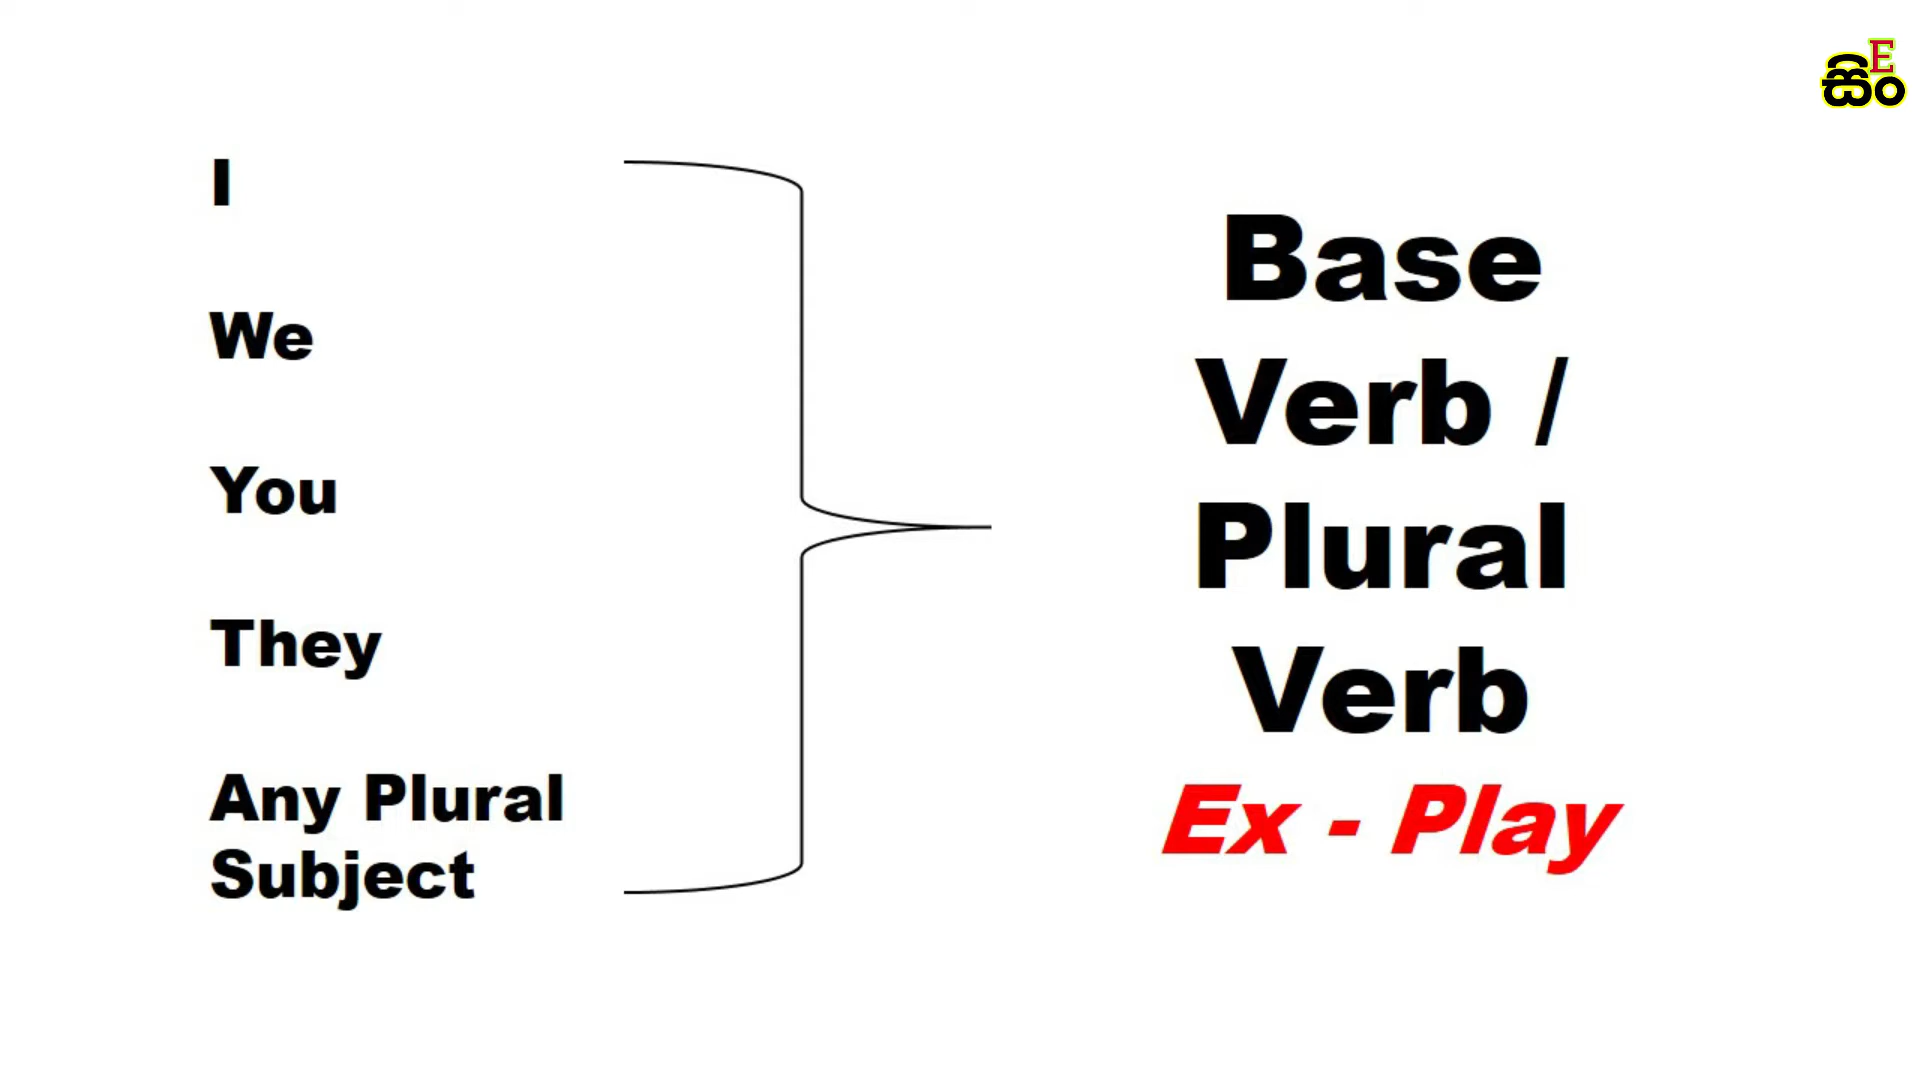 සිං
E
I
We
You
They
Any Plural
Subject
Base
Verb /
Plural
Verb
Ex - Play